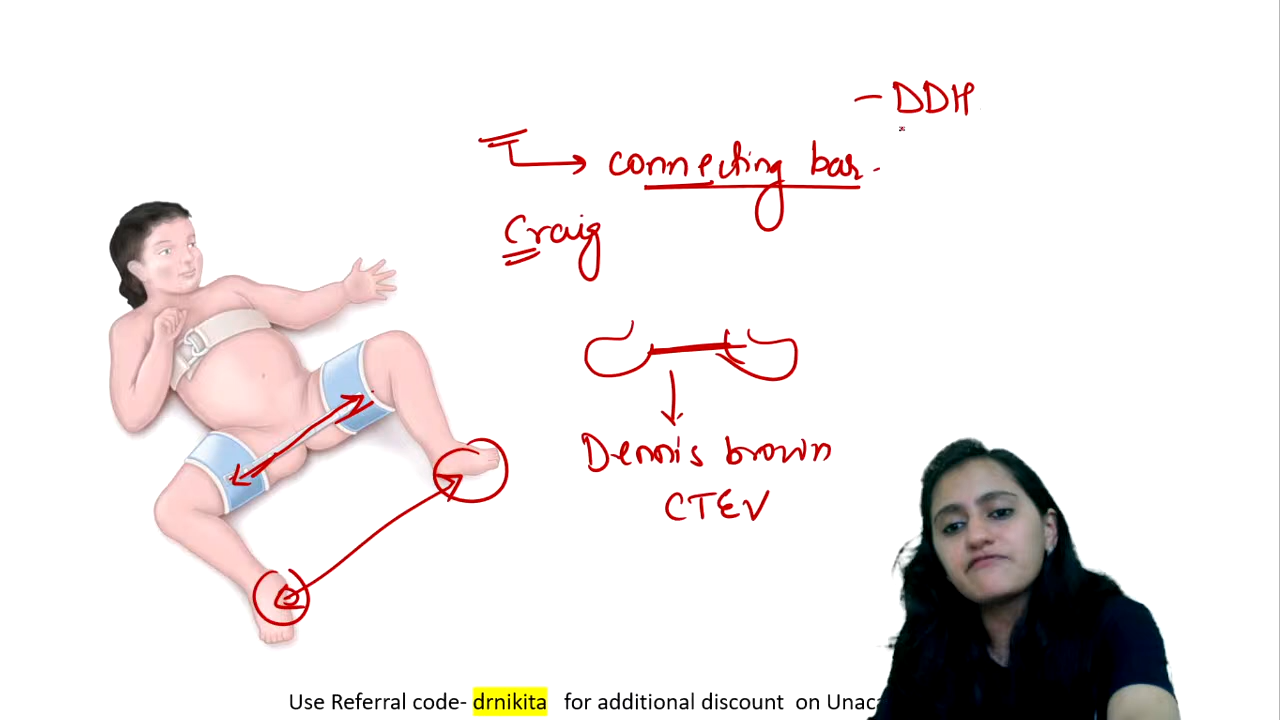 - DDH
connecting bar.
Craig
Dennis brown
CTEV
Use Referral code- drnikita for additional discount on Unac